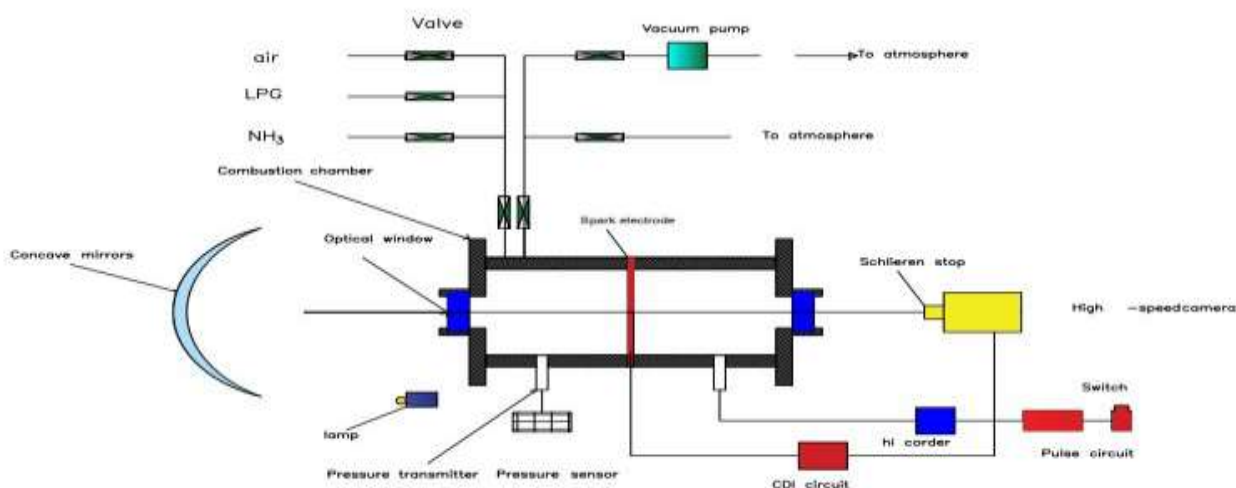 Valve
Vacuum pump
air
To atmosphere
LPG
NH₃
To atmosphere
Combustion chamber
Spark electrode
Optical window
Concave mirrors
Schlieren stop
High -speedcamera
lamp
Switch
hi corder
Pressure transmitter
Pressure sensor
Pulse circuit
CDI circuit